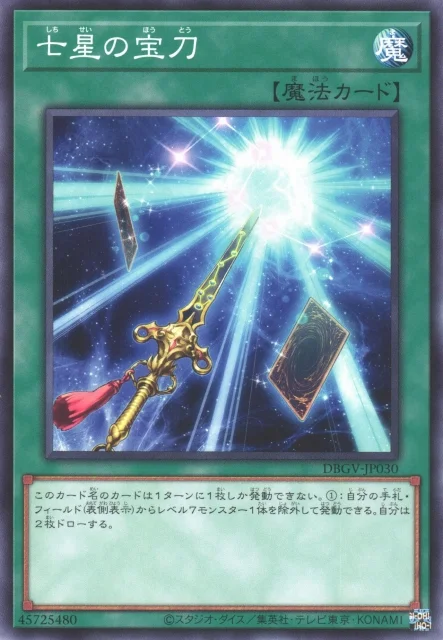 七星の宝刀
魔
【魔法カード】
DBGV-JP030
このカード名のカードは1ターンに1枚しか発動できない。①:自分の手札・
フィールド(表側表示)からレベル7モンスター1体を除外して発動できる。自分は
2枚ドローする。
45725480
©スタジオ・ダイス/集英社・テレビ東京・KONAMI